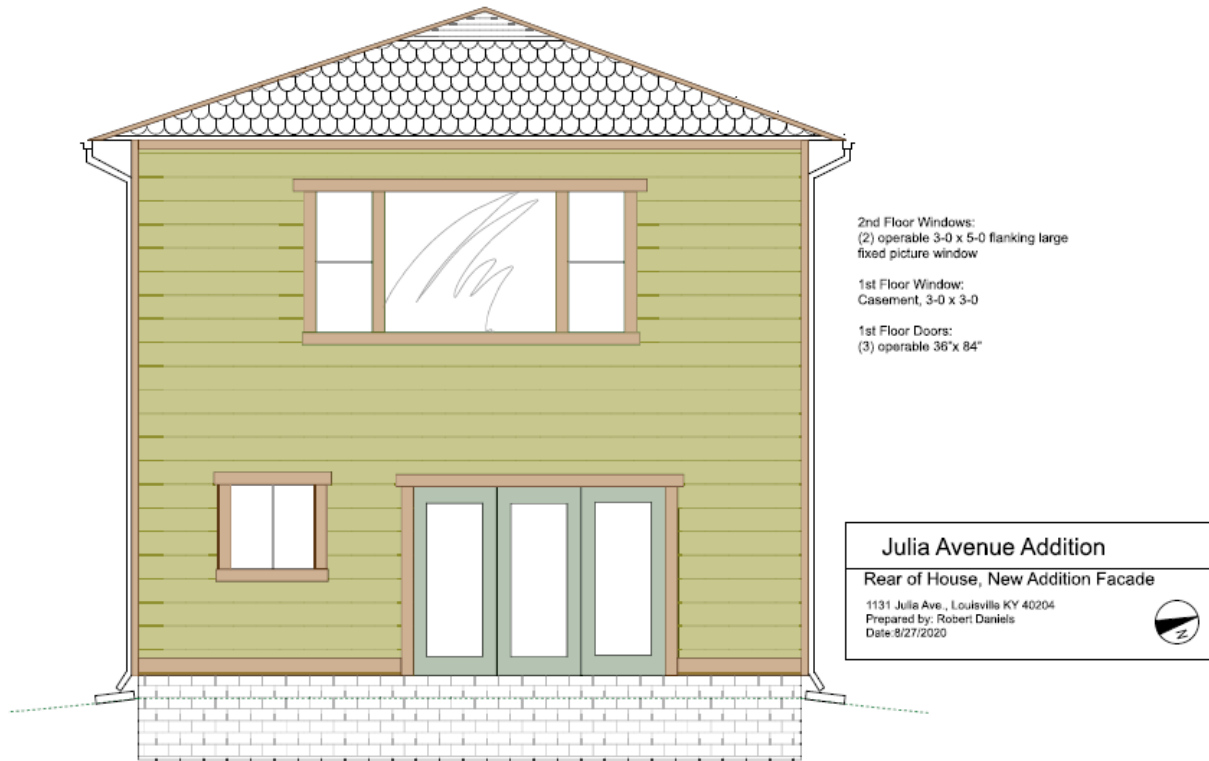 2nd Floor Windows:
(2) operable 3-0 x 5-0 flanking large
fixed picture window
1st Floor Window:
Casement, 3-0 x 3-0
1st Floor Doors:
(3) operable 36"x 84"
Julia Avenue Addition
Rear of House, New Addition Facade
1131 Julia Ave., Louisville KY 40204
Prepared by: Robert Daniels
Date:8/27/2020
N